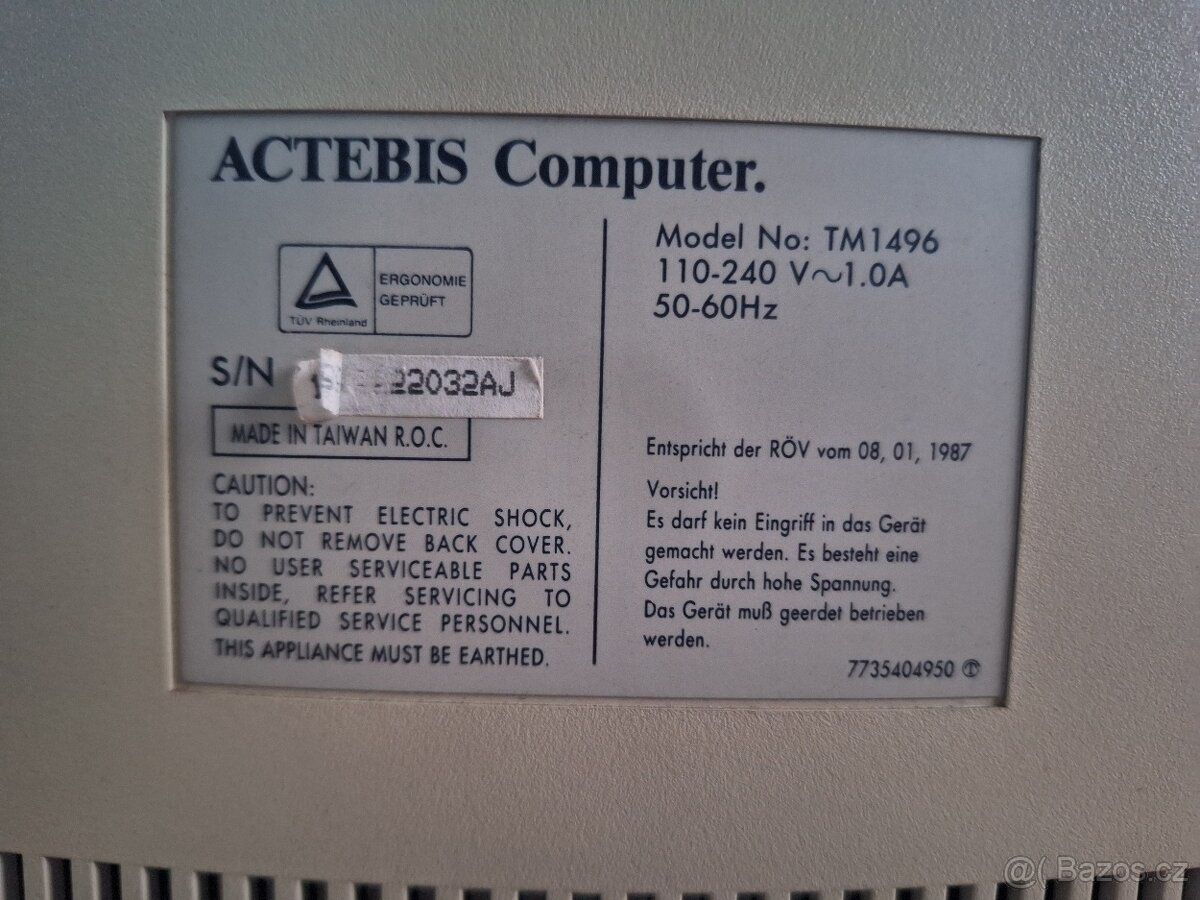 ACTEBIS Computer.
TÜV Rheinland
ERGONOMIE
GEPRÜFT
S/N 22032AJ
MADE IN TAIWAN R.O.C.
CAUTION:
TO PREVENT ELECTRIC SHOCK,
DO NOT REMOVE BACK COVER.
NO USER SERVICEABLE PARTS
INSIDE, REFER SERVICING TO
QUALIFIED SERVICE PERSONNEL.
THIS APPLIANCE MUST BE EARTHED.
Model No: TM1496
110-240 V~1.0A
50-60Hz
Entspricht der RÖV vom 08, 01, 1987
Vorsicht!
Es darf kein Eingriff in das Gerät
gemacht werden. Es besteht eine
Gefahr durch hohe Spannung.
Das Gerät muß geerdet betrieben
werden.
7735404950
@( Bazos.cz